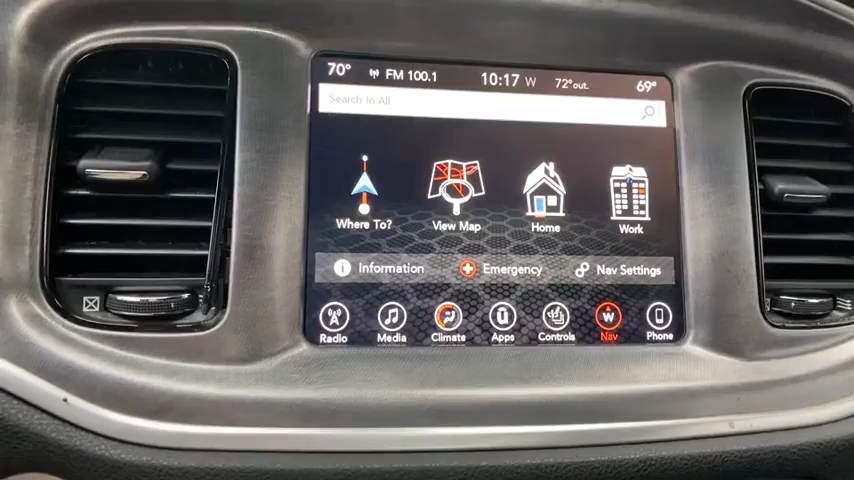 70° FM 100.1 10:17 W 72°out. 69°
Search In All
Where To? View Map Home Work
Information Emergency Nav Settings
W
Radio Media Climate Apps Controls Nav Phone